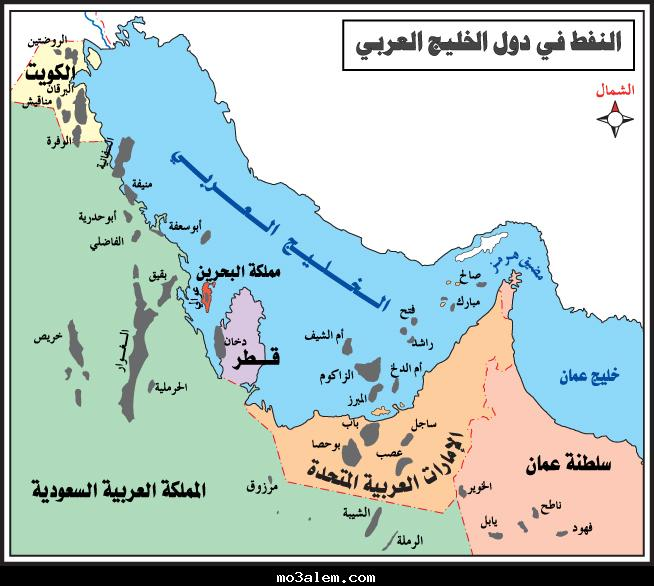 النفط في دول الخليج العربي
الشمال
الروضتين
الكويت
البرقان
مناقيش
الوفرة
السفانية
منيفة
أبوحدرية
الفاضلي
أبوسعفة
الخليج العربي
مضيق هرمز
مملكة البحرين
عوالي
بقيق
الغوار
خريص
الحرملية
دخان
قطر
صالح
مبارك
فتح
راشد
أم الشيف
أم الدلخ
الزاكوم
المبرز
خليج عمان
باب
ساجل
بوحصا
عصب
الإمارات العربية المتحدة
سلطنة عمان
المملكة العربية السعودية
مرزوق
الشيبة
الرملة
الخوير
ناطح
يابل
فهود
mo3alem.com